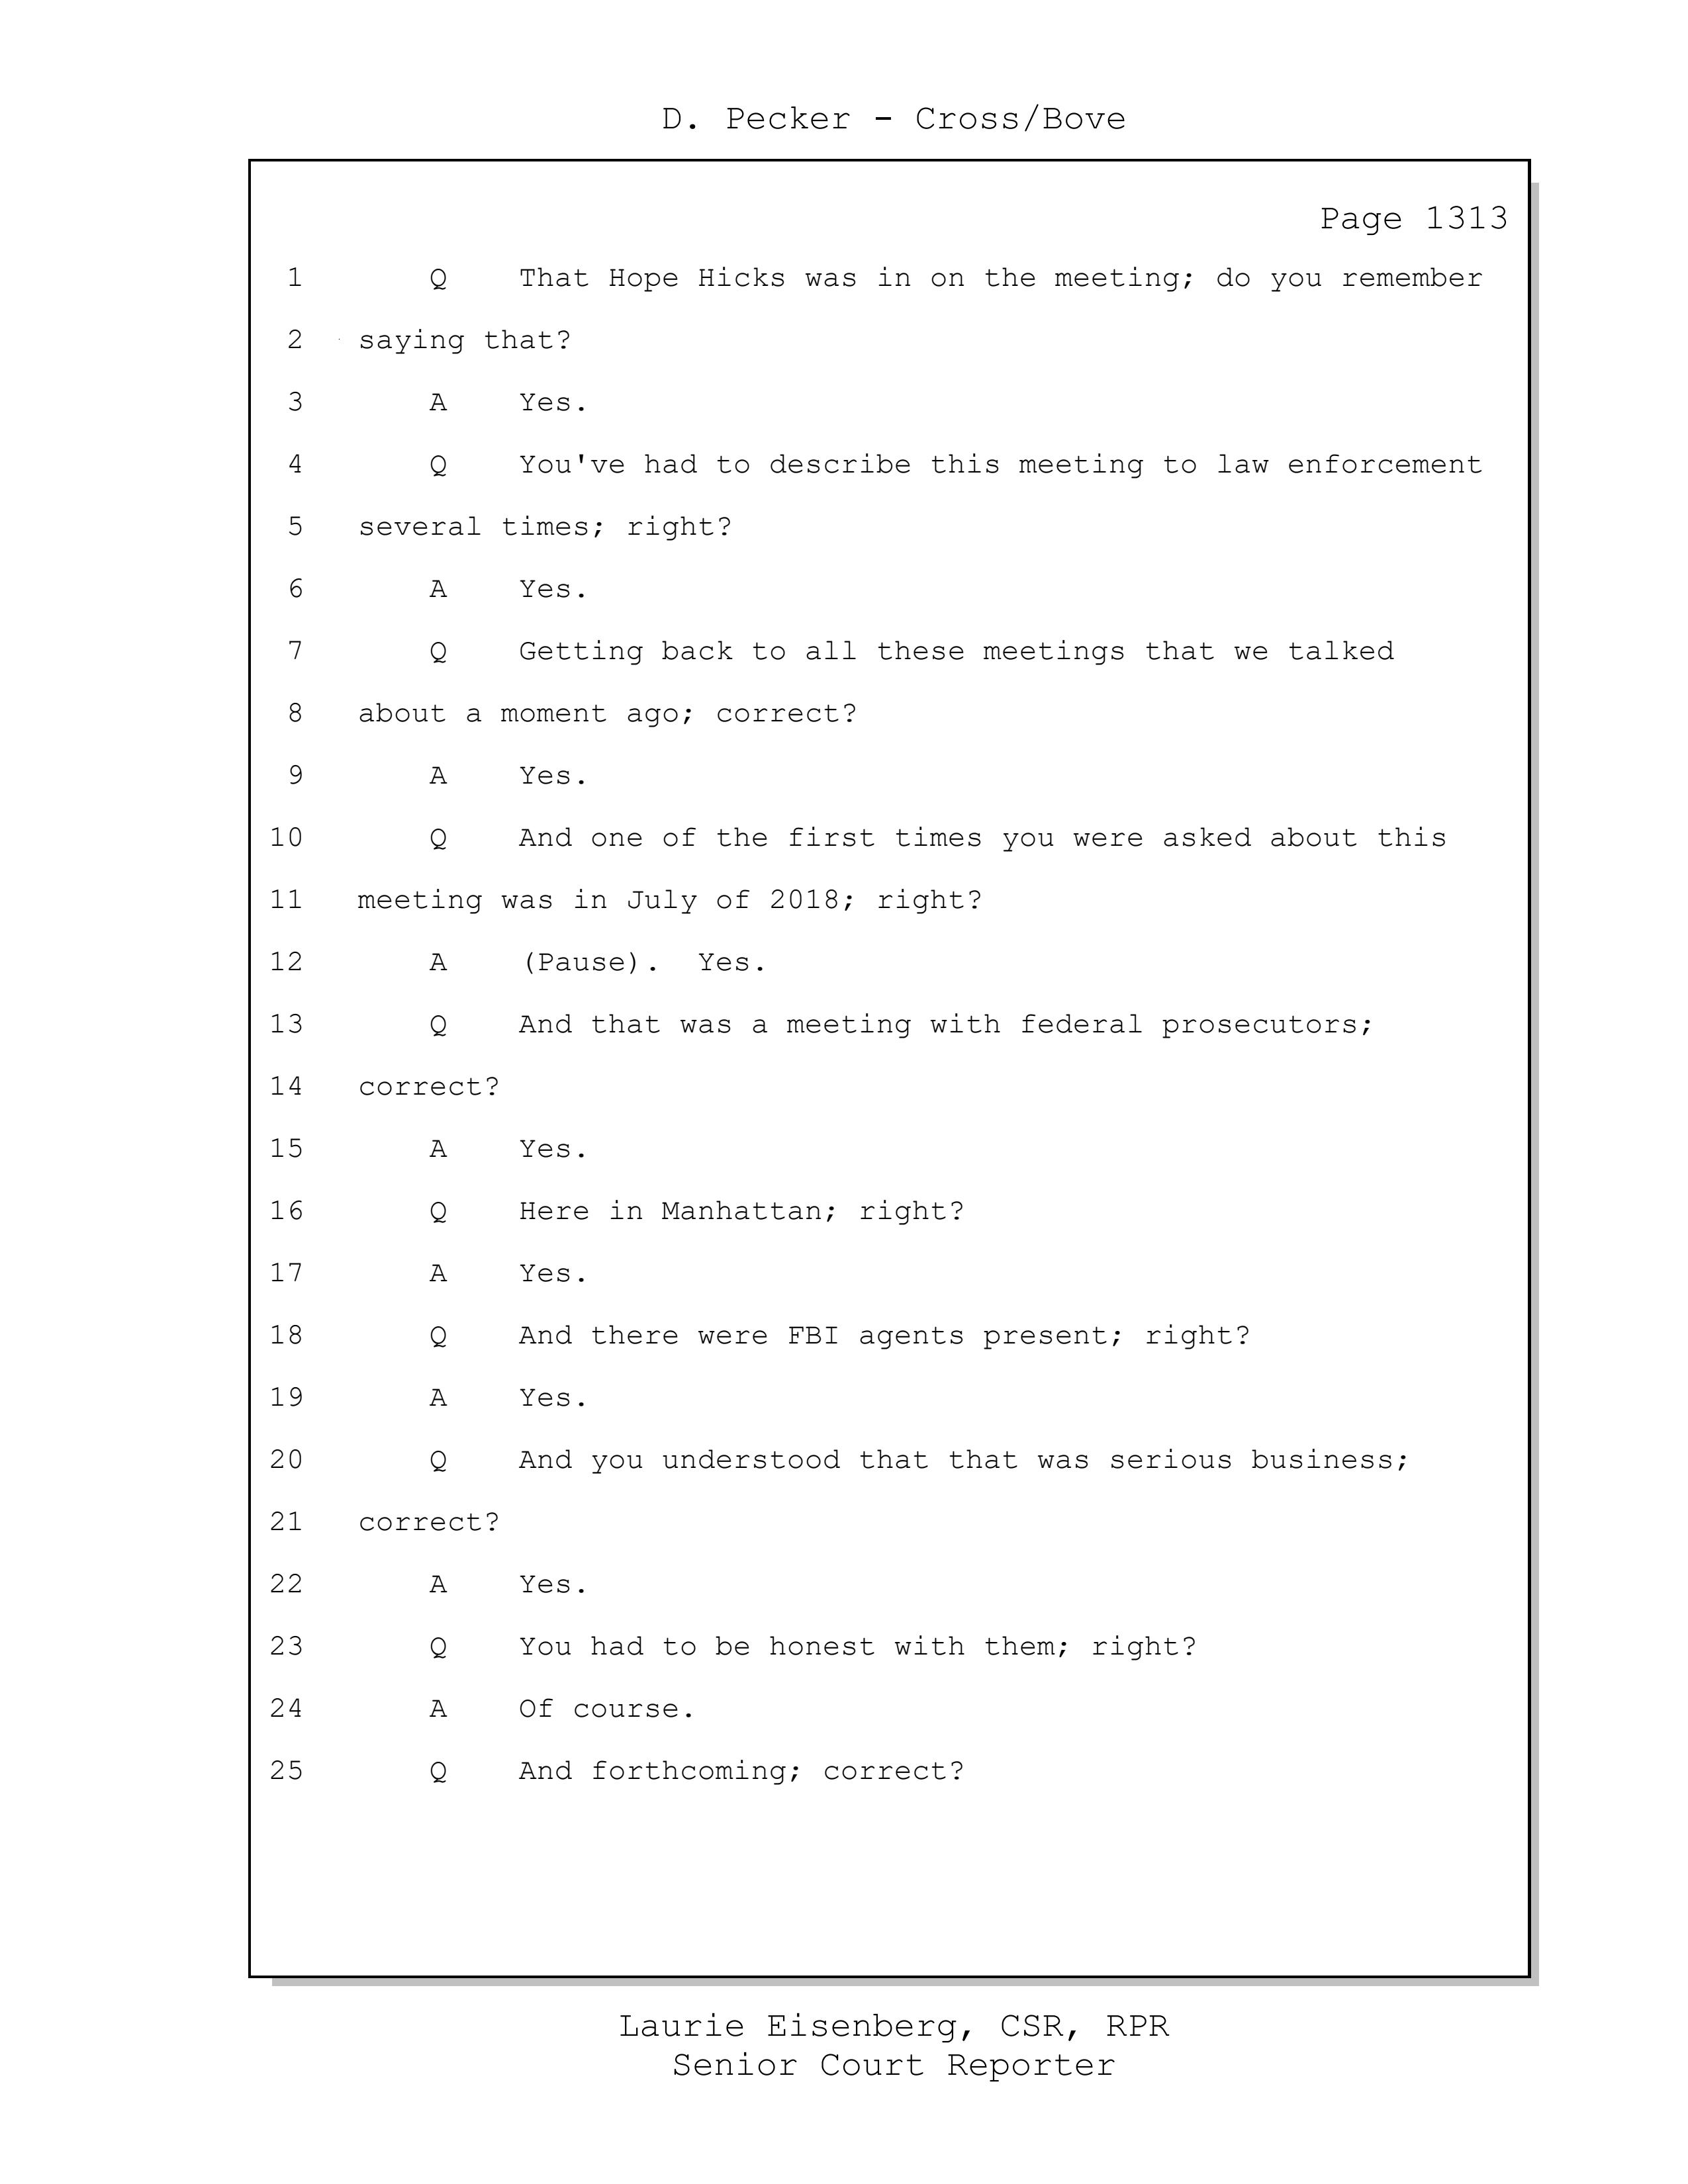 D. Pecker - Cross/Bove
Page 1313
1 Q That Hope Hicks was in on the meeting; do you remember
2 saying that?
3 A Yes.
4 Q You've had to describe this meeting to law enforcement
5 several times; right?
6 A Yes.
7 Q Getting back to all these meetings that we talked
8 about a moment ago; correct?
9 A Yes.
10 Q And one of the first times you were asked about this
11 meeting was in July of 2018; right?
12 A (Pause). Yes.
13 Q And that was a meeting with federal prosecutors;
14 correct?
15 A Yes.
16 Q Here in Manhattan; right?
17 A Yes.
18 Q And there were FBI agents present; right?
19 A Yes.
20 Q And you understood that that was serious business;
21 correct?
22 A Yes.
23 Q You had to be honest with them; right?
24 A Of course.
25 Q And forthcoming; correct?
Laurie Eisenberg, CSR, RPR
Senior Court Reporter